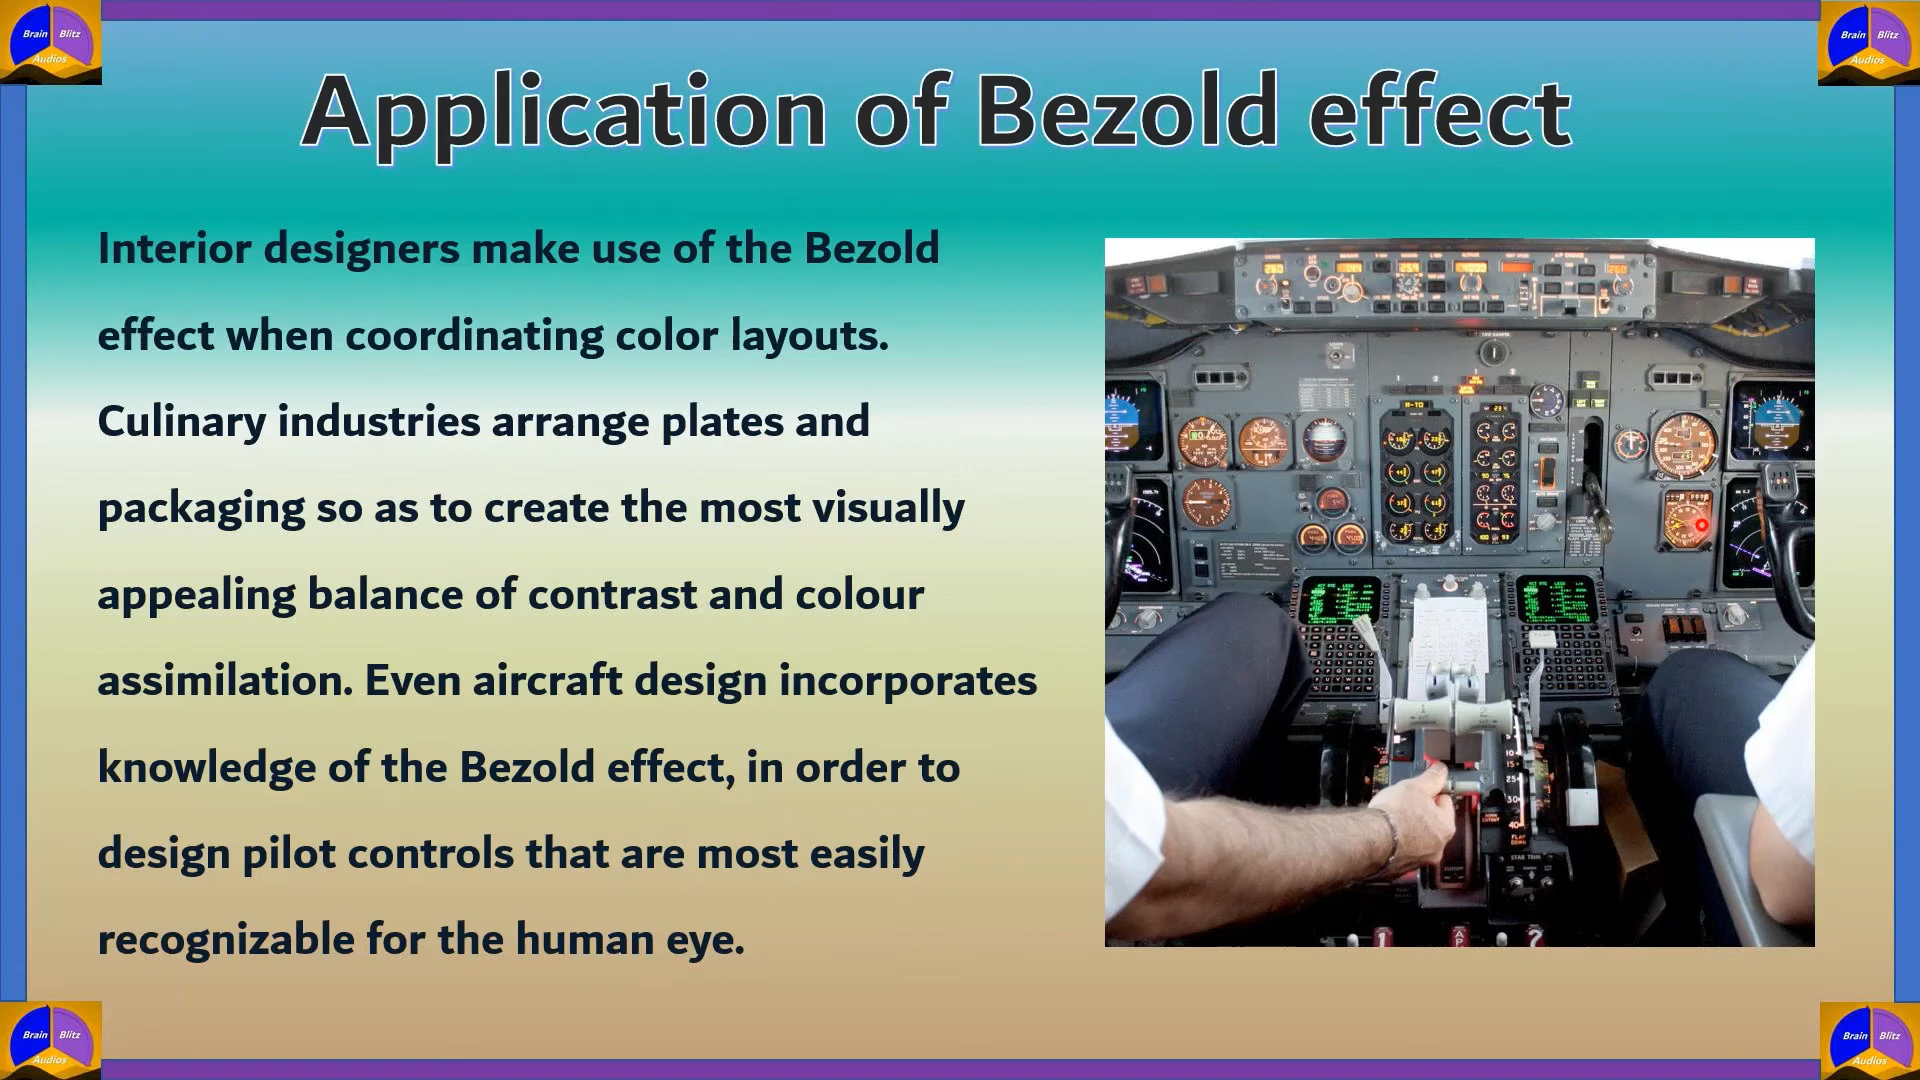 Brain Blitz
Audios
Brain Blitz
Audios
Application of Bezold effect
Interior designers make use of the Bezold
effect when coordinating color layouts.
Culinary industries arrange plates and
packaging so as to create the most visually
appealing balance of contrast and colour
assimilation. Even aircraft design incorporates
knowledge of the Bezold effect, in order to
design pilot controls that are most easily
recognizable for the human eye.
STAB TRIM
Brain Blitz
Audios
Brain Blitz
Audios